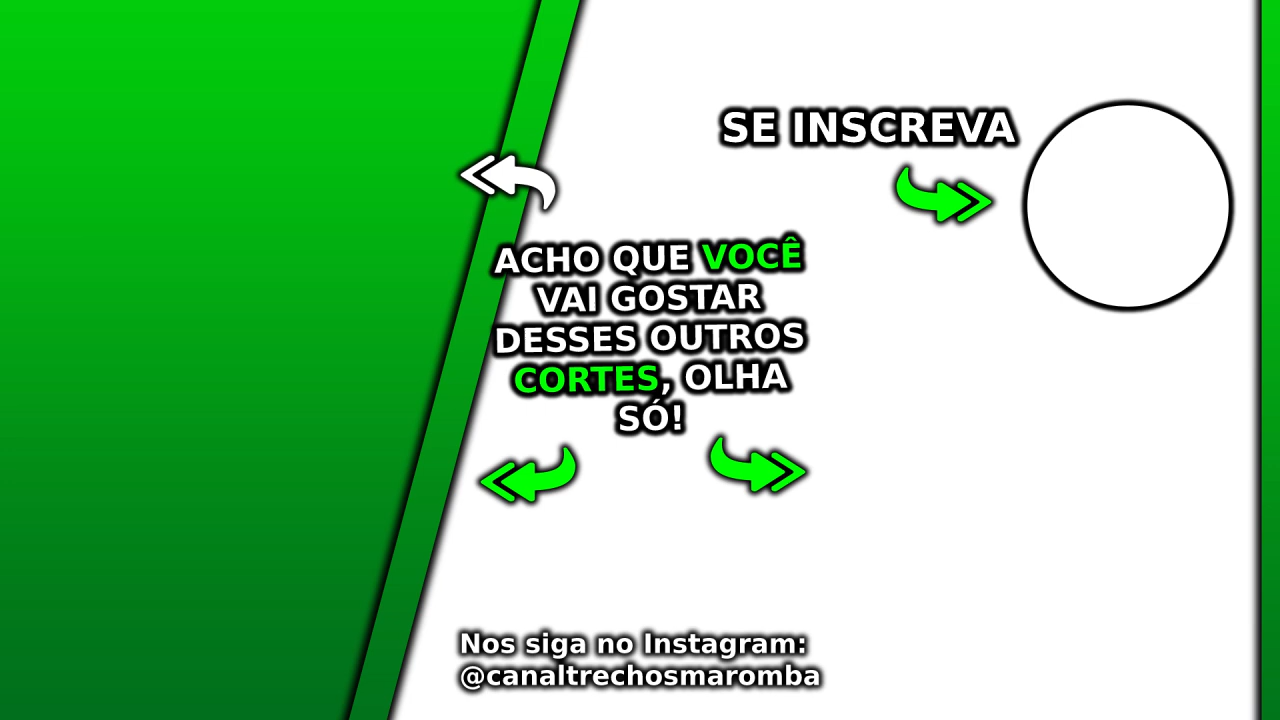 SE INSCREVA
ACHO QUE VOCÊ
VAI GOSTAR
DESSES OUTROS
CORTES, OLHA
SÓ!
Nos siga no Instagram:
@canaltrechosmaromba